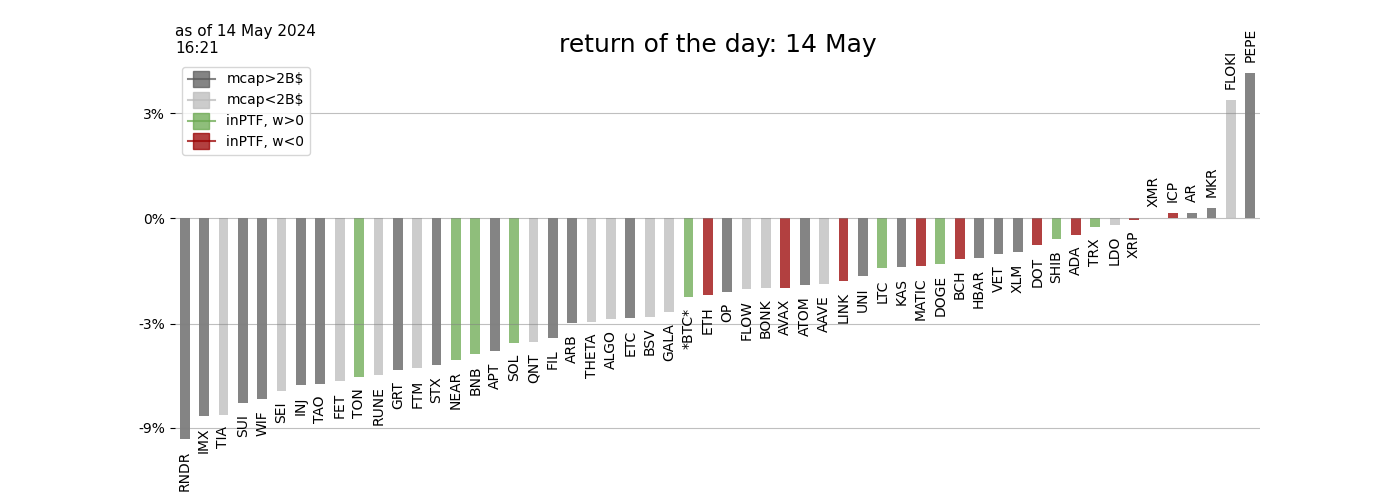 as of 14 May 2024
16:21
return of the day: 14 May
mcap>2B$
mcap<2B$
inPTF, w>0
inPTF, w<0
3%
0%
-3%
-9%
RNDR
IMX
TIA
SUI
WIF
SEI
INJ
TAO
FET
TON
RUNE
GRT
FTM
STX
NEAR
BNB
APT
SOL
QNT
FIL
ARB
THETA
ALGO
ETC
BSV
GALA
*BTC*
ETH
OP
FLOW
BONK
AVAX
ATOM
AAVE
LINK
UNI
LTC
KAS
MATIC
DOGE
BCH
HBAR
VET
XLM
DOT
SHIB
ADA
TRX
LDO
XRP
XMR
ICP
AR
MKR
FLOKI
PEPE